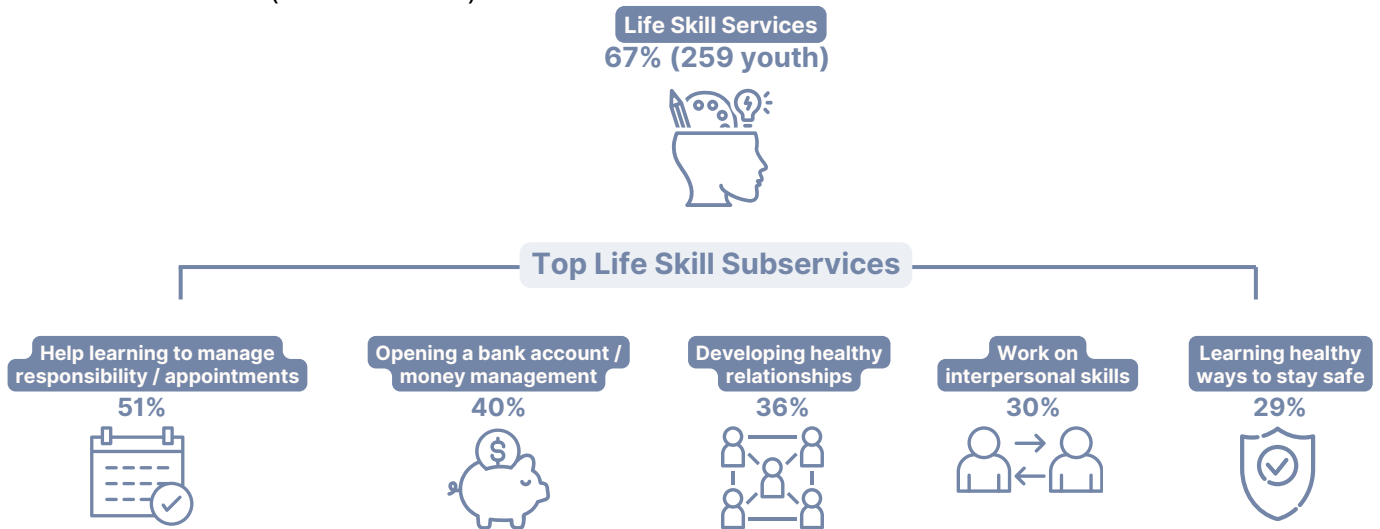 Life Skill Services
67% (259 youth)
Top Life Skill Subservices
Help learning to manage
responsibility / appointments
51%
Opening a bank account /
money management
40%
Developing healthy
relationships
36%
Work on
interpersonal skills
30%
Learning healthy
ways to stay safe
29%